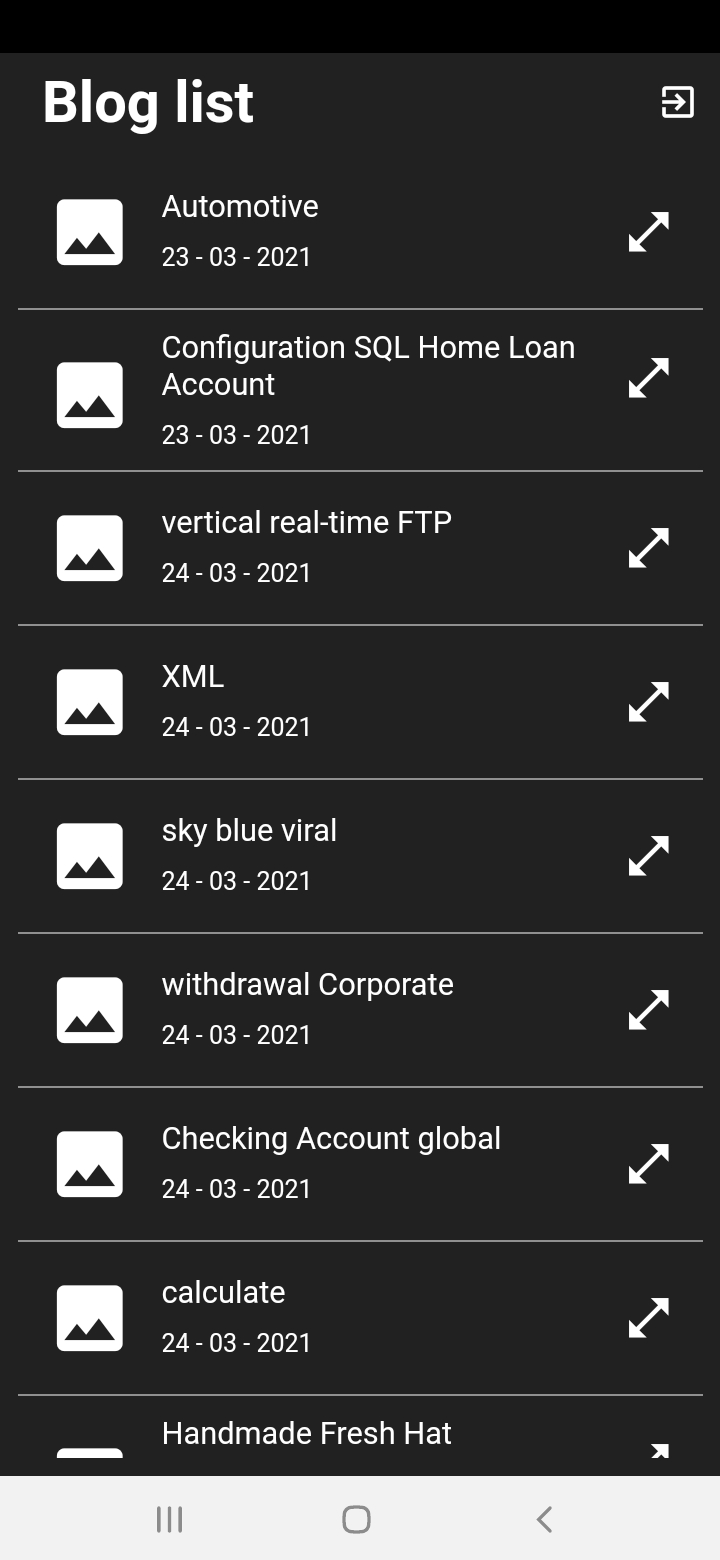 Blog list
Automotive
23 - 03 - 2021
Configuration SQL Home Loan
Account
23 - 03 - 2021
vertical real-time FTP
24 - 03 - 2021
XML
24 - 03 - 2021
sky blue viral
24 - 03 - 2021
withdrawal Corporate
24 - 03 - 2021
Checking Account global
24 - 03 - 2021
calculate
24 - 03 - 2021
Handmade Fresh Hat